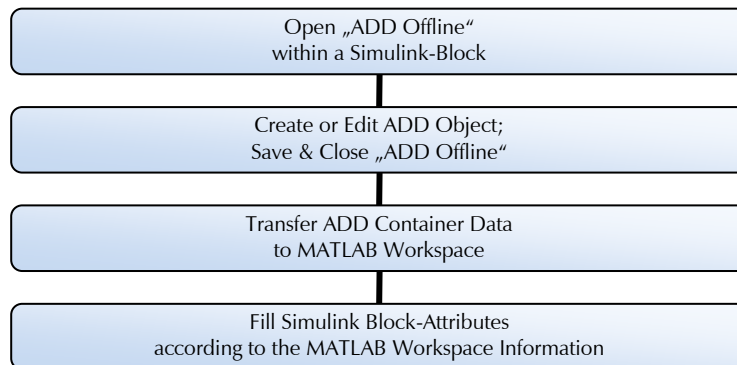 Open „ADD Offline“
within a Simulink-Block
Create or Edit ADD Object;
Save & Close „ADD Offline“
Transfer ADD Container Data
to MATLAB Workspace
Fill Simulink Block-Attributes
according to the MATLAB Workspace Information